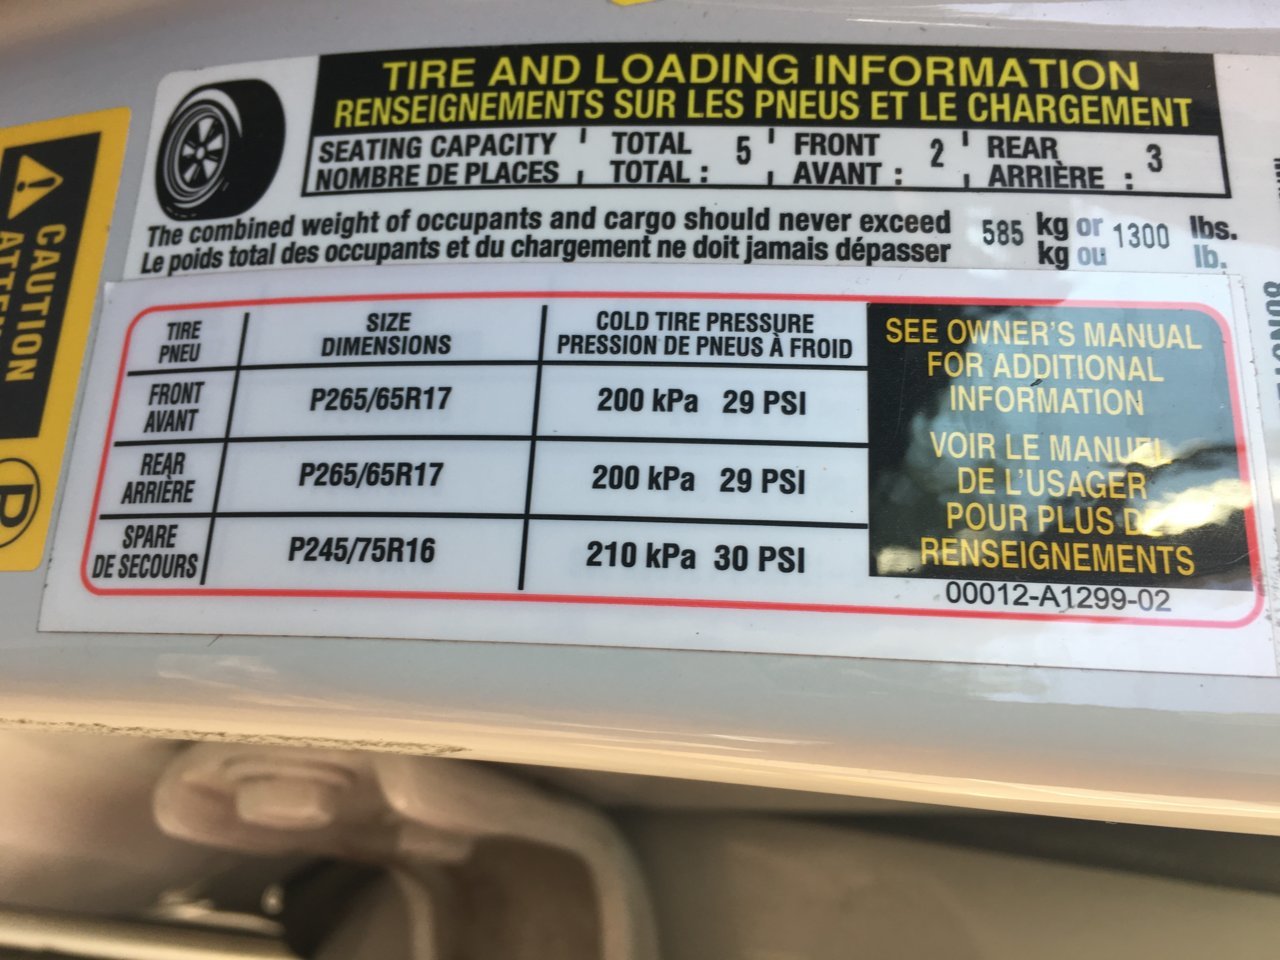 TIRE AND LOADING INFORMATION
RENSEIGNEMENTS SUR LES PNEUS ET LE CHARGEMENT
SEATING CAPACITY TOTAL 5 FRONT 2 REAR 3
NOMBRE DE PLACES TOTAL : AVANT : ARRIÈRE :
The combined weight of occupants and cargo should never exceed 585 kg or 1300 lbs.
Le poids total des occupants et du chargement ne doit jamais dépasser kg ou lb.
TIRE SIZE COLD TIRE PRESSURE
PNEU DIMENSIONS PRESSION DE PNEUS À FROID
FRONT P265/65R17 200 kPa 29 PSI
AVANT
REAR P265/65R17 200 kPa 29 PSI
ARRIÈRE
SPARE P245/75R16 210 kPa 30 PSI
DE SECOURS
SEE OWNER'S MANUAL
FOR ADDITIONAL
INFORMATION
VOIR LE MANUEL
DE L'USAGER
POUR PLUS DE
RENSEIGNEMENTS
00012-A1299-02
CAUTION